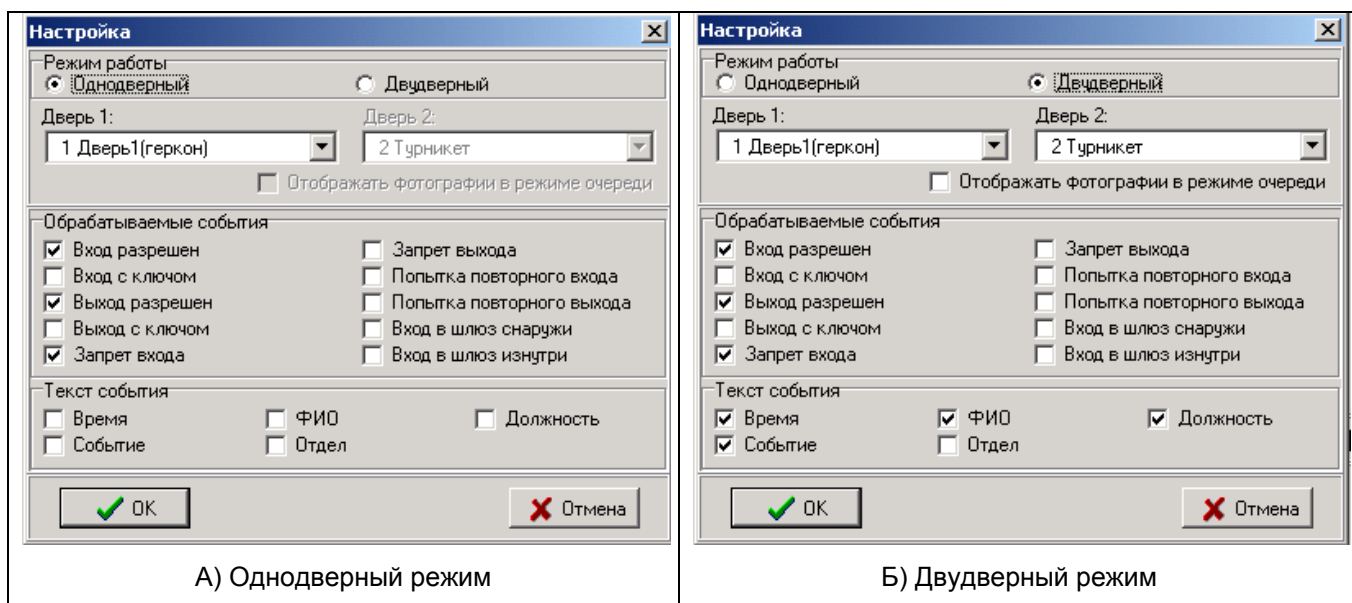 Настройка
Режим работы
Однодверный Двудверный
Дверь 1: Дверь 2:
1 Дверь1(геркон) 2 Турникет
Отображать фотографии в режиме очереди
Обрабатываемые события
Вход разрешен Запрет выхода
Вход с ключом Попытка повторного входа
Выход разрешен Попытка повторного выхода
Выход с ключом Вход в шлюз снаружи
Запрет входа Вход в шлюз изнутри
Текст события
Время ФИО Должность
Событие Отдел
OK Отмена
А) Однодверный режим
Настройка
Режим работы
Однодверный Двудверный
Дверь 1: Дверь 2:
1 Дверь1(геркон) 2 Турникет
Отображать фотографии в режиме очереди
Обрабатываемые события
Вход разрешен Запрет выхода
Вход с ключом Попытка повторного входа
Выход разрешен Попытка повторного выхода
Выход с ключом Вход в шлюз снаружи
Запрет входа Вход в шлюз изнутри
Текст события
Время ФИО Должность
Событие Отдел
OK Отмена
Б) Двудверный режим